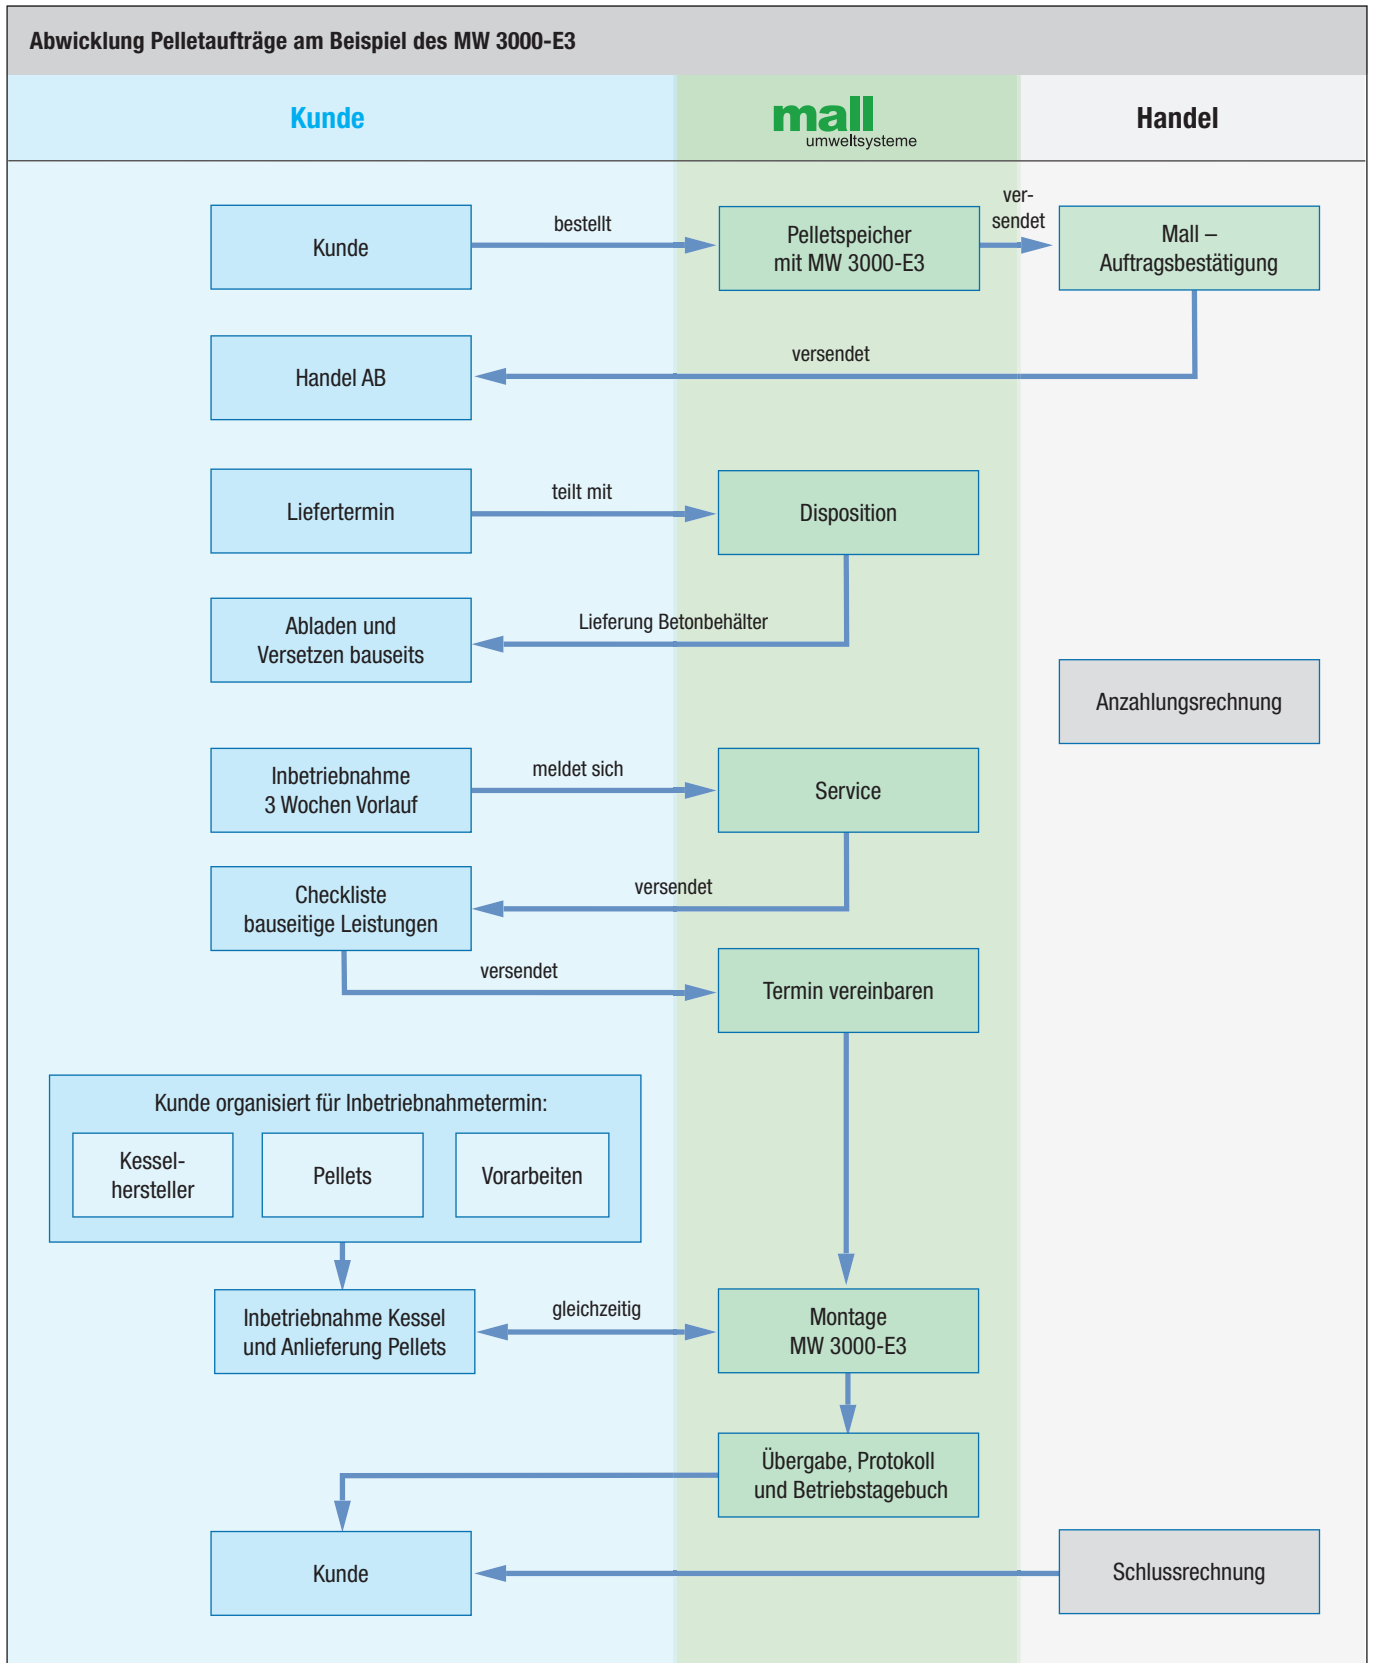 Abwicklung Pelletaufträge am Beispiel des MW 3000-E3
Kunde
mall
umweltsysteme
Handel
Kunde
bestellt
Pelletspeicher
mit MW 3000-E3
ver-
sendet
Mall –
Auftragsbestätigung
Handel AB
versendet
Liefertermin
teilt mit
Disposition
Abladen und
Versetzen bauseits
Lieferung Betonbehälter
Anzahlungsrechnung
Inbetriebnahme
3 Wochen Vorlauf
meldet sich
Service
Checkliste
bauseitige Leistungen
versendet
versendet
Termin vereinbaren
Kunde organisiert für Inbetriebnahmetermin:
Kessel-
hersteller
Pellets
Vorarbeiten
Inbetriebnahme Kessel
und Anlieferung Pellets
gleichzeitig
Montage
MW 3000-E3
Übergabe, Protokoll
und Betriebstagebuch
Kunde
Schlussrechnung